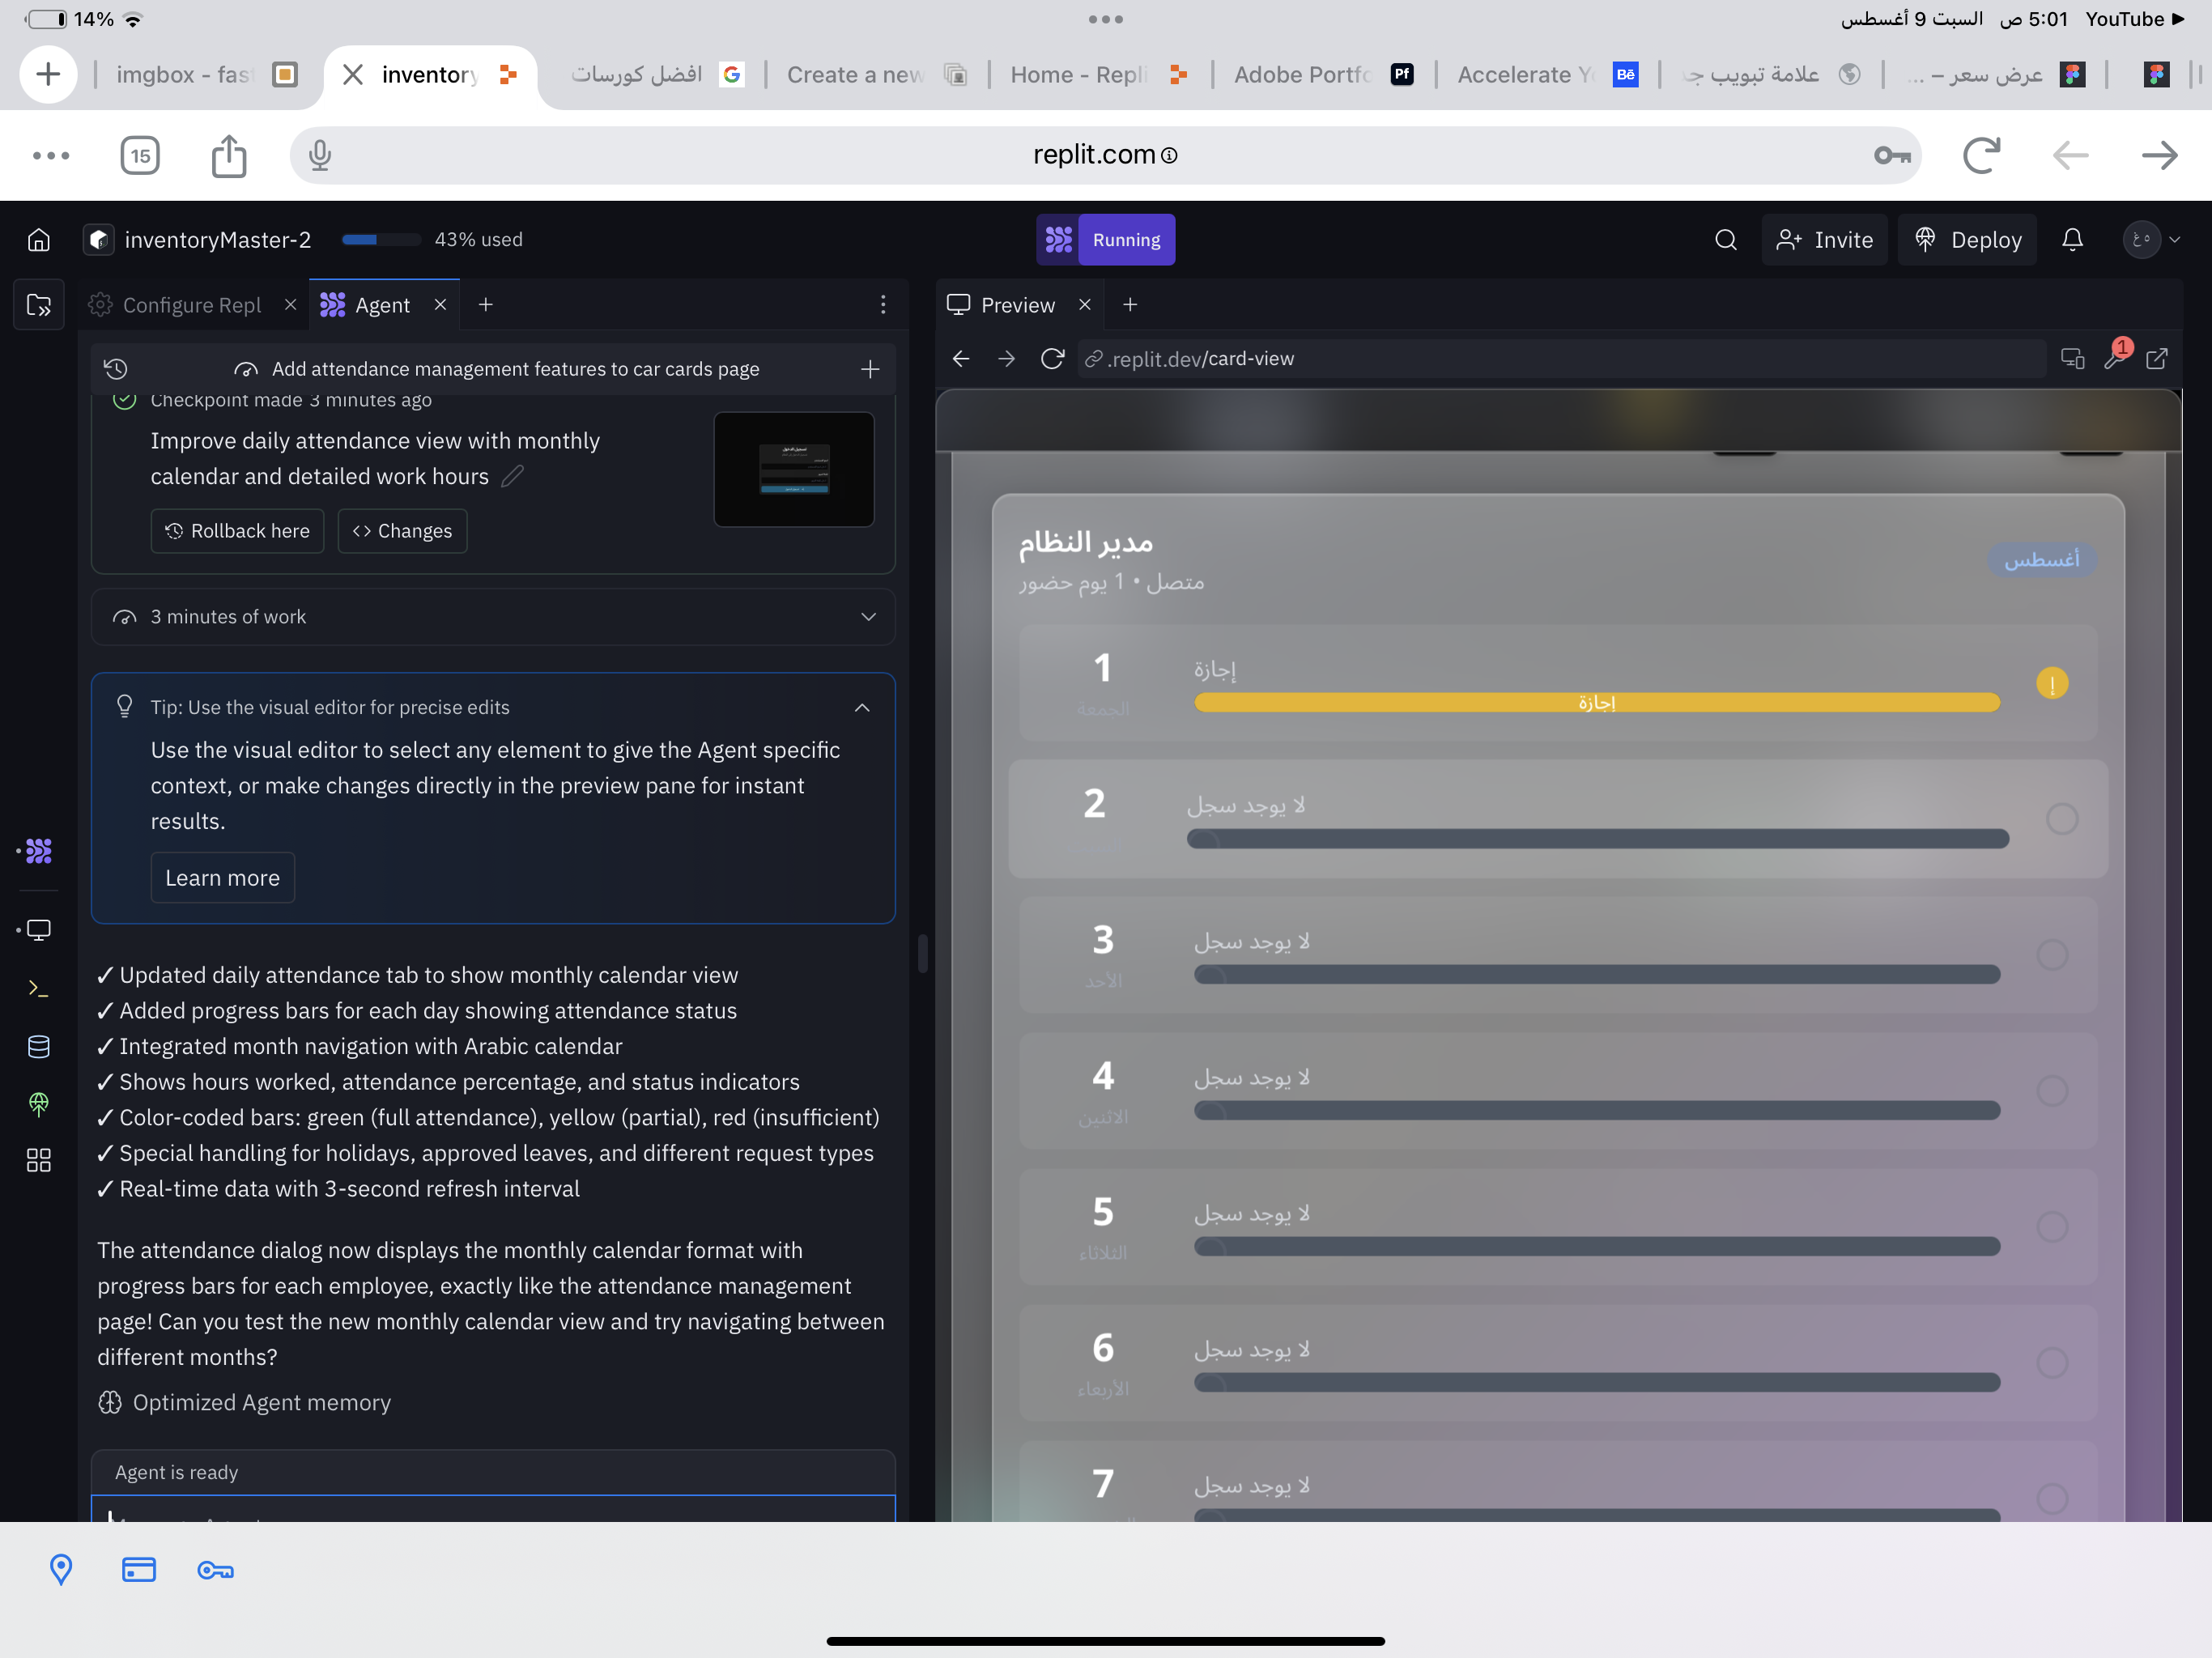 14%
السبت 9 أغسطس 5:01 ص YouTube
imgbox - fas
inventory
افضل كورسات
Create a new
Home - Repli
Adobe Portfo
Pf
Accelerate Yo
Bē
علامة تبويب جد
عرض سعر – ...
15
replit.com
inventoryMaster-2
43% used
Running
Invite
Deploy
Configure Repl
Agent
Add attendance management features to car cards page
Checkpoint made 3 minutes ago
Improve daily attendance view with monthly
calendar and detailed work hours
Rollback here
Changes
3 minutes of work
Tip: Use the visual editor for precise edits
Use the visual editor to select any element to give the Agent specific
context, or make changes directly in the preview pane for instant
results.
Learn more
✓ Updated daily attendance tab to show monthly calendar view
✓ Added progress bars for each day showing attendance status
✓ Integrated month navigation with Arabic calendar
✓ Shows hours worked, attendance percentage, and status indicators
✓ Color-coded bars: green (full attendance), yellow (partial), red (insufficient)
✓ Special handling for holidays, approved leaves, and different request types
✓ Real-time data with 3-second refresh interval
The attendance dialog now displays the monthly calendar format with
progress bars for each employee, exactly like the attendance management
page! Can you test the new monthly calendar view and try navigating between
different months?
Optimized Agent memory
Agent is ready
Preview
.replit.dev/card-view
1
مدير النظام
أغسطس
متصل • 1 يوم حضور
1
الجمعة
إجازة
إجازة
إ
2
لا يوجد سجل
3
الأحد
لا يوجد سجل
4
الاثنين
لا يوجد سجل
5
الثلاثاء
لا يوجد سجل
6
الأربعاء
لا يوجد سجل
7
لا يوجد سجل